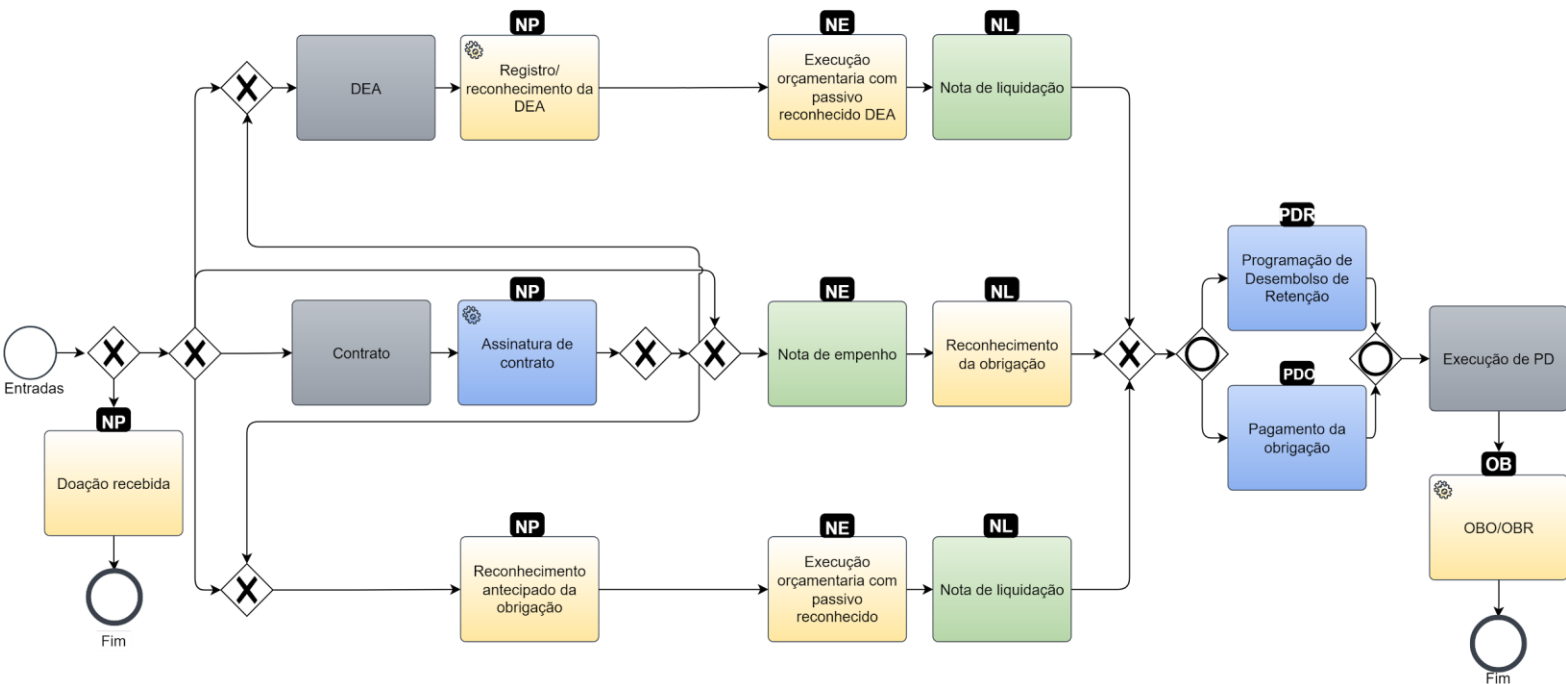 NP
NE
NL
DEA
Registro/
reconhecimento da
DEA
Execução
orçamentaria com
passivo
reconhecido DEA
Nota de liquidação
PDR
Programação de
Desembolso de
Retenção
NP
NE
NL
Entradas
Contrato
Assinatura de
contrato
Nota de empenho
Reconhecimento
da obrigação
Execução de PD
PDO
Pagamento da
obrigação
NP
Doação recebida
Fim
OB
OBO/OBR
Fim
NP
NE
NL
Reconhecimento
antecipado da
obrigação
Execução
orçamentaria com
passivo
reconhecido
Nota de liquidação